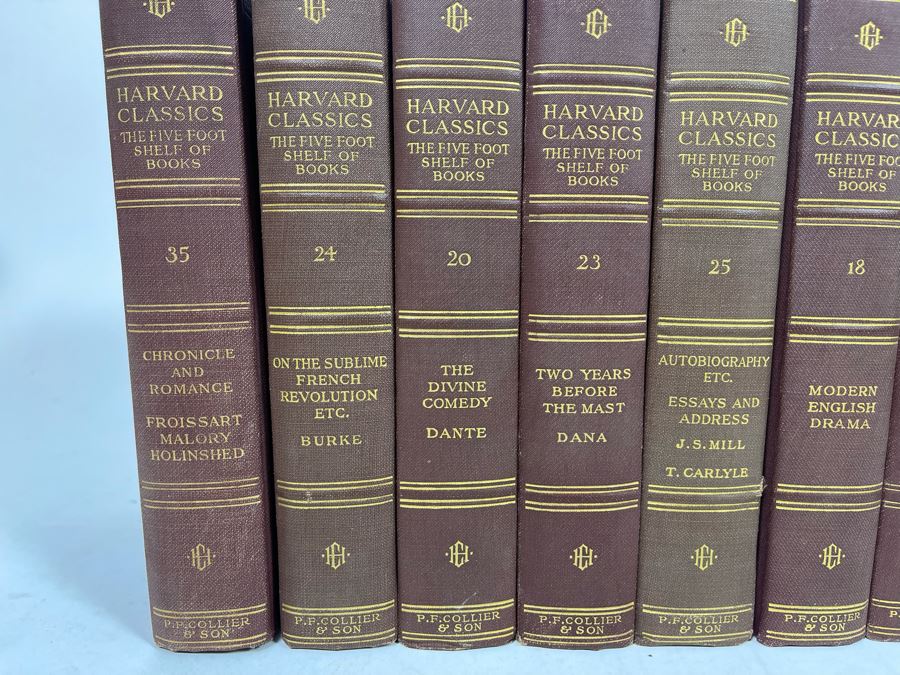 HARVARD
CLASSICS
THE FIVE FOOT
SHELF OF
BOOKS
35
CHRONICLE
AND
ROMANCE
FROISSART
MALORY
HOLINSHED
P.F. COLLIER
& SON
HARVARD
CLASSICS
THE FIVE FOOT
SHELF OF
BOOKS
24
ON THE SUBLIME
FRENCH
REVOLUTION
ETC.
BURKE
P.F. COLLIER
& SON
HARVARD
CLASSICS
THE FIVE FOOT
SHELF OF
BOOKS
20
THE
DIVINE
COMEDY
DANTE
P.F. COLLIER
& SON
HARVARD
CLASSICS
THE FIVE FOOT
SHELF OF
BOOKS
23
TWO YEARS
BEFORE
THE MAST
DANA
P.F. COLLIER
& SON
HARVARD
CLASSICS
THE FIVE FOOT
SHELF OF
BOOKS
25
AUTOBIOGRAPHY
ETC.
ESSAYS AND
ADDRESS
J.S. MILL
T. CARLYLE
P.F. COLLIER
& SON
HARVARD
CLASSICS
THE FIVE FOO
SHELF OF
BOOKS
18
MODERN
ENGLISH
DRAMA
P.F. COLLIER
& SON
P.F.